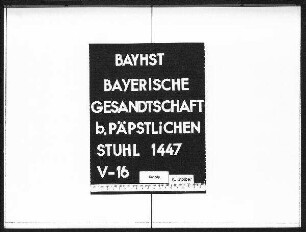 BAYHST
BAYERISCHE
GESANDTSCHAFT
b, PÄPSTLiCHEN
STUHL 1447
V-16